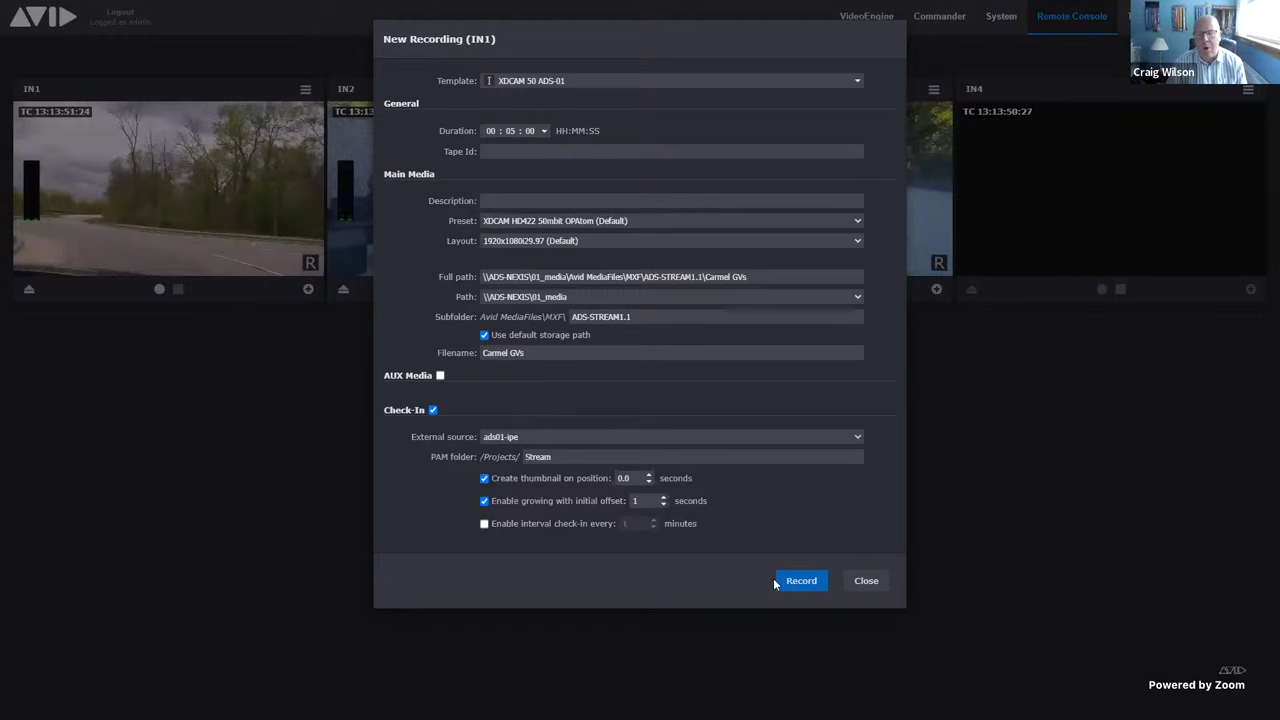 AVID
Logout
Logged as admin
VideoEngine
Commander
System
Remote Console
Craig Wilson
New Recording (IN1)
Template: XDCAM 50 ADS-01
General
Duration: 00 : 05 : 00 HH:MM:SS
Tape Id:
Main Media
Description:
Preset: XDCAM HD422 50mbit OPAtom (Default)
Layout: 1920x1080i29.97 (Default)
Full path: \\ADS-NEXIS\01_media\Avid MediaFiles\MXF\ADS-STREAM1.1\Carmel GVs
Path: \\ADS-NEXIS\01_media
Subfolder: Avid MediaFiles\MXF\ ADS-STREAM1.1
Use default storage path
Filename: Carmel GVs
AUX Media
Check-In
External source: ads01-ipe
PAM folder: /Projects/ Stream
Create thumbnail on position: 0.0 seconds
Enable growing with initial offset: 1 seconds
Enable interval check-in every: minutes
Record
Close
IN1
TC 13:13:51:24
R
IN2
R
IN4
TC 13:13:50:27
AVID
Powered by Zoom